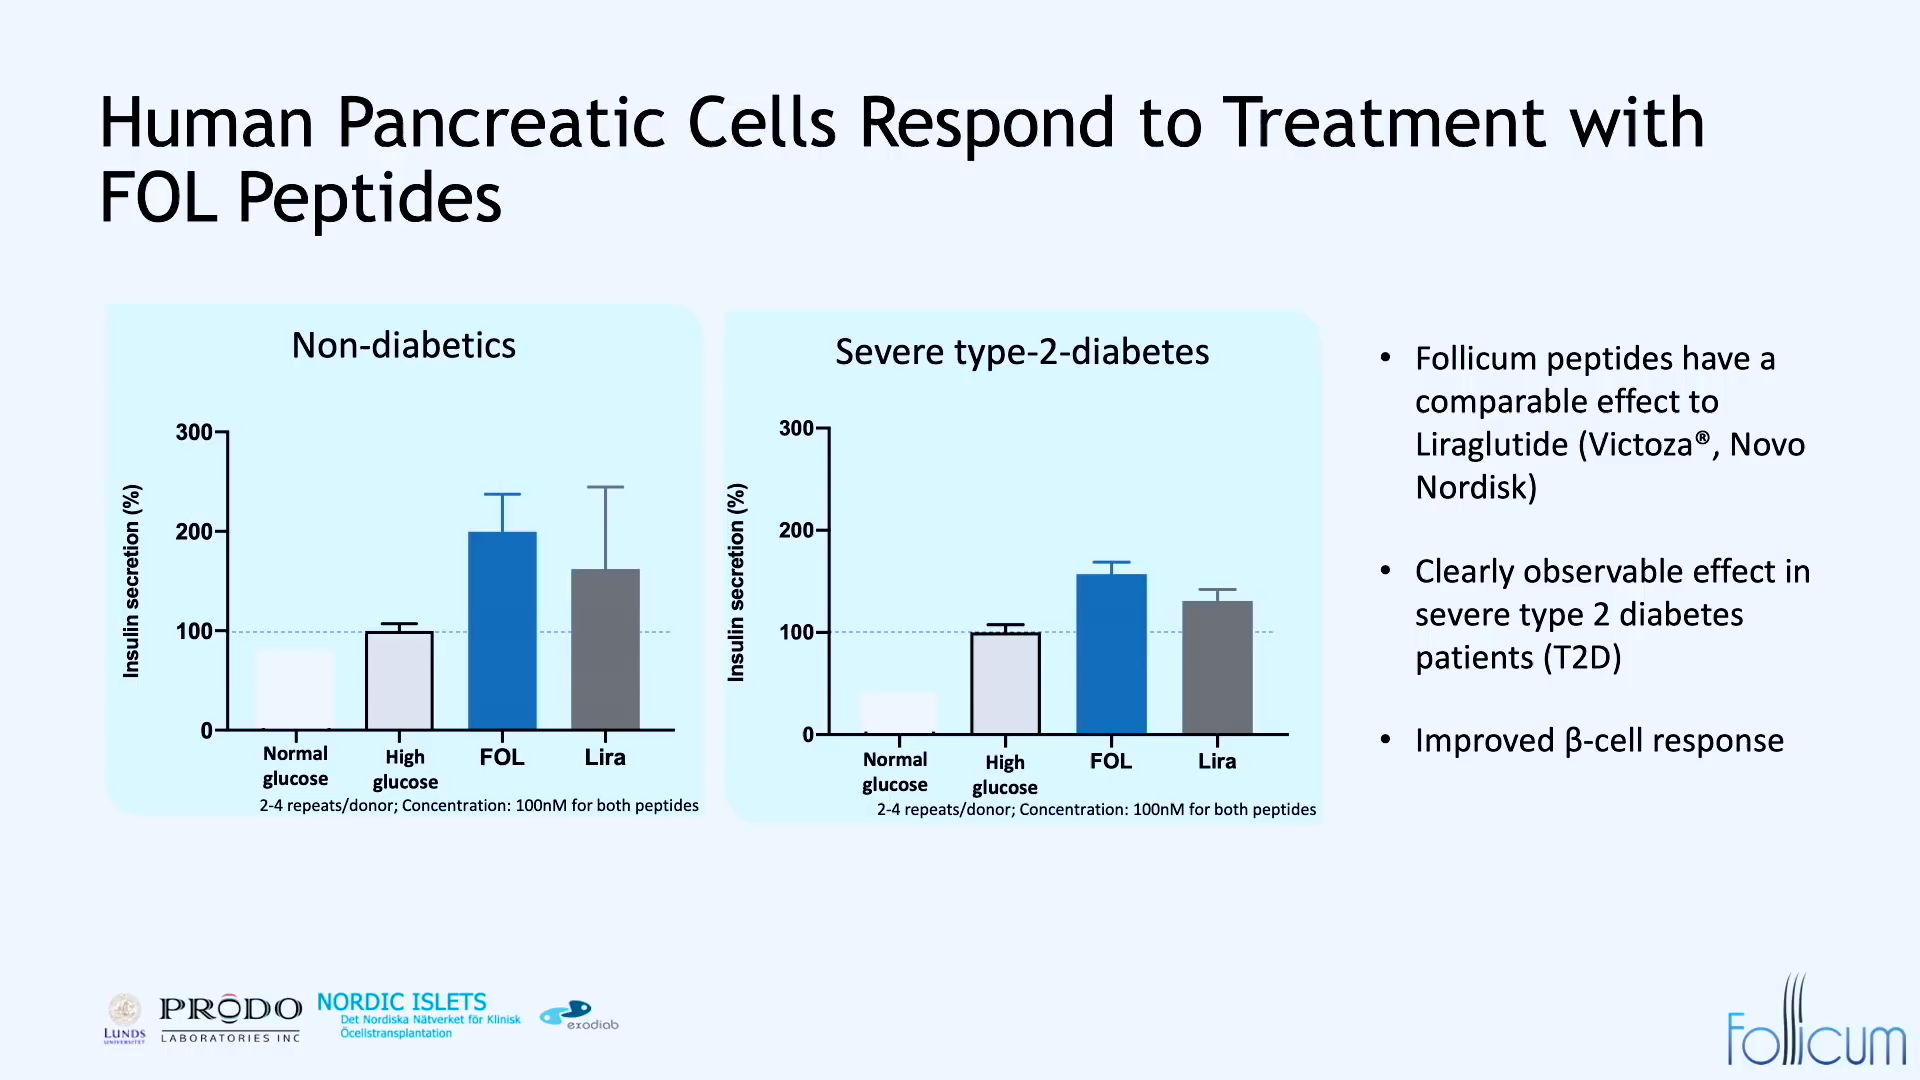 Human Pancreatic Cells Respond to Treatment with
FOL Peptides
Non-diabetics
Insulin secretion (%)
300
200
100
0
Normal
glucose
High
glucose
FOL
Lira
2-4 repeats/donor; Concentration: 100nM for both peptides
Severe type-2-diabetes
Insulin secretion (%)
300
200
100
0
Normal
glucose
High
glucose
FOL
Lira
2-4 repeats/donor; Concentration: 100nM for both peptides
• Follicum peptides have a
comparable effect to
Liraglutide (Victoza®, Novo
Nordisk)
• Clearly observable effect in
severe type 2 diabetes
patients (T2D)
• Improved β-cell response
LUNDS
UNIVERSITET
PRODO
LABORATORIES INC
NORDIC ISLETS
Det Nordiska Nätverket för Klinisk
Öcellstransplantation
exodiab
Follicum